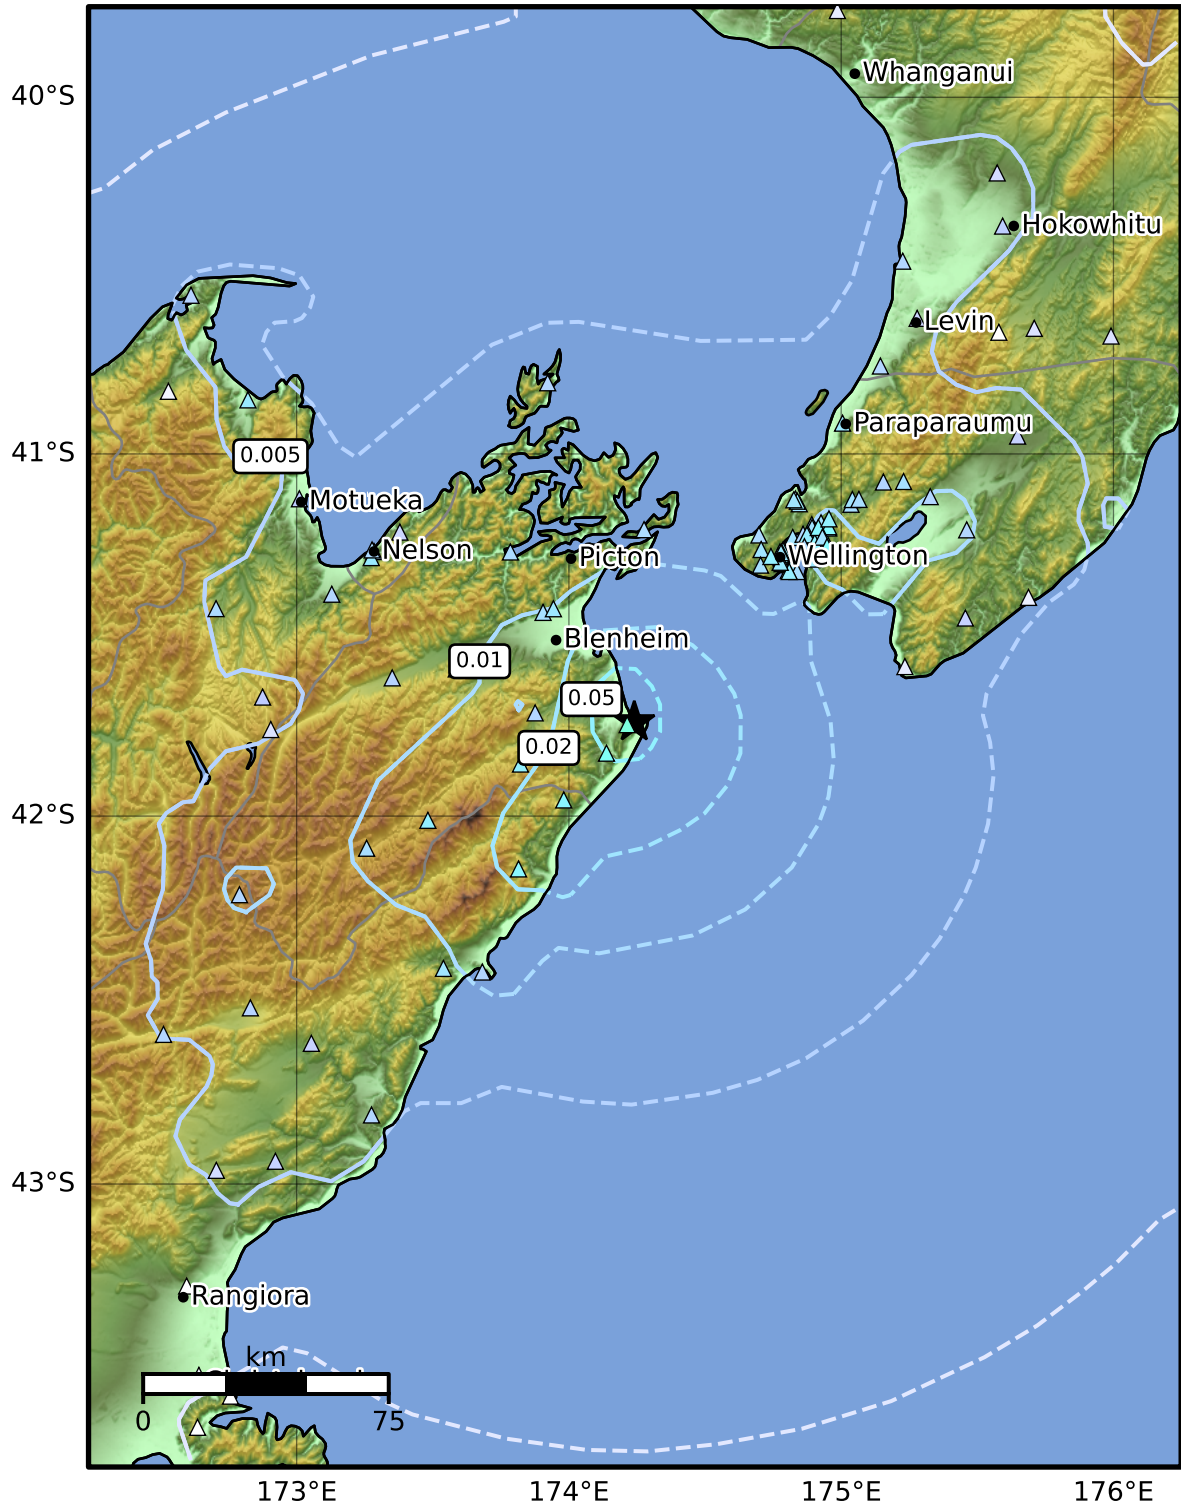 Whanganui
40°S
Hokowhitu
Levin
Paraparaumu
41°S
0.005
Motueka
Nelson
Picton
Wellington
Blenheim
0.01
0.05
0.02
42°S
43°S
Rangiora
km
0
75
173°E
174°E
175°E
176°E